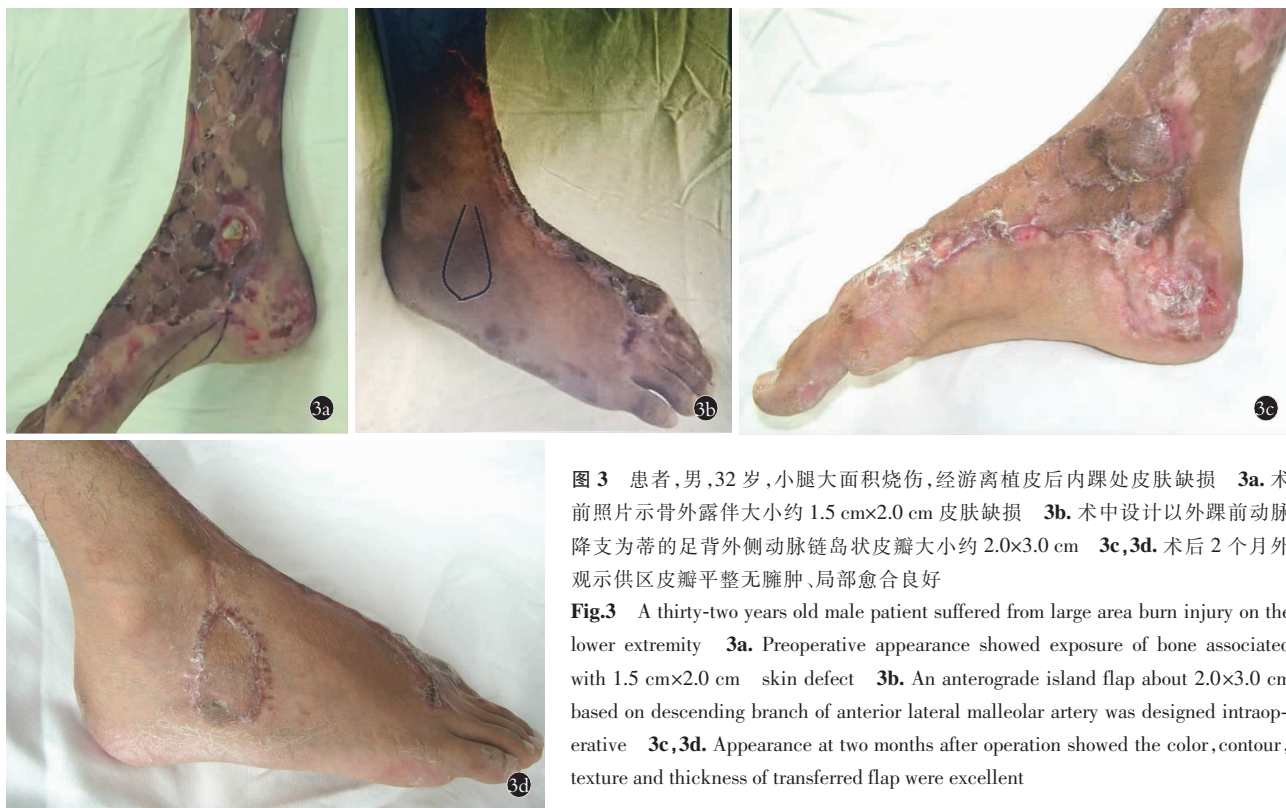 3a
3b
3c
3d
图 3 患者,男,32 岁,小腿大面积烧伤,经游离植皮后内踝处皮肤缺损 3a. 术
前照片示骨外露伴大小约 1.5 cm×2.0 cm 皮肤缺损 3b. 术中设计以外踝前动脉
降支为蒂的足背外侧动脉链岛状皮瓣大小约 2.0×3.0 cm 3c,3d. 术后 2 个月外
观示供区皮瓣平整无臃肿、局部愈合良好
Fig.3 A thirty-two years old male patient suffered from large area burn injury on the
lower extremity 3a. Preoperative appearance showed exposure of bone associated
with 1.5 cm×2.0 cm skin defect 3b. An anterograde island flap about 2.0×3.0 cm
based on descending branch of anterior lateral malleolar artery was designed intraop-
erative 3c,3d. Appearance at two months after operation showed the color,contour,
texture and thickness of transferred flap were excellent